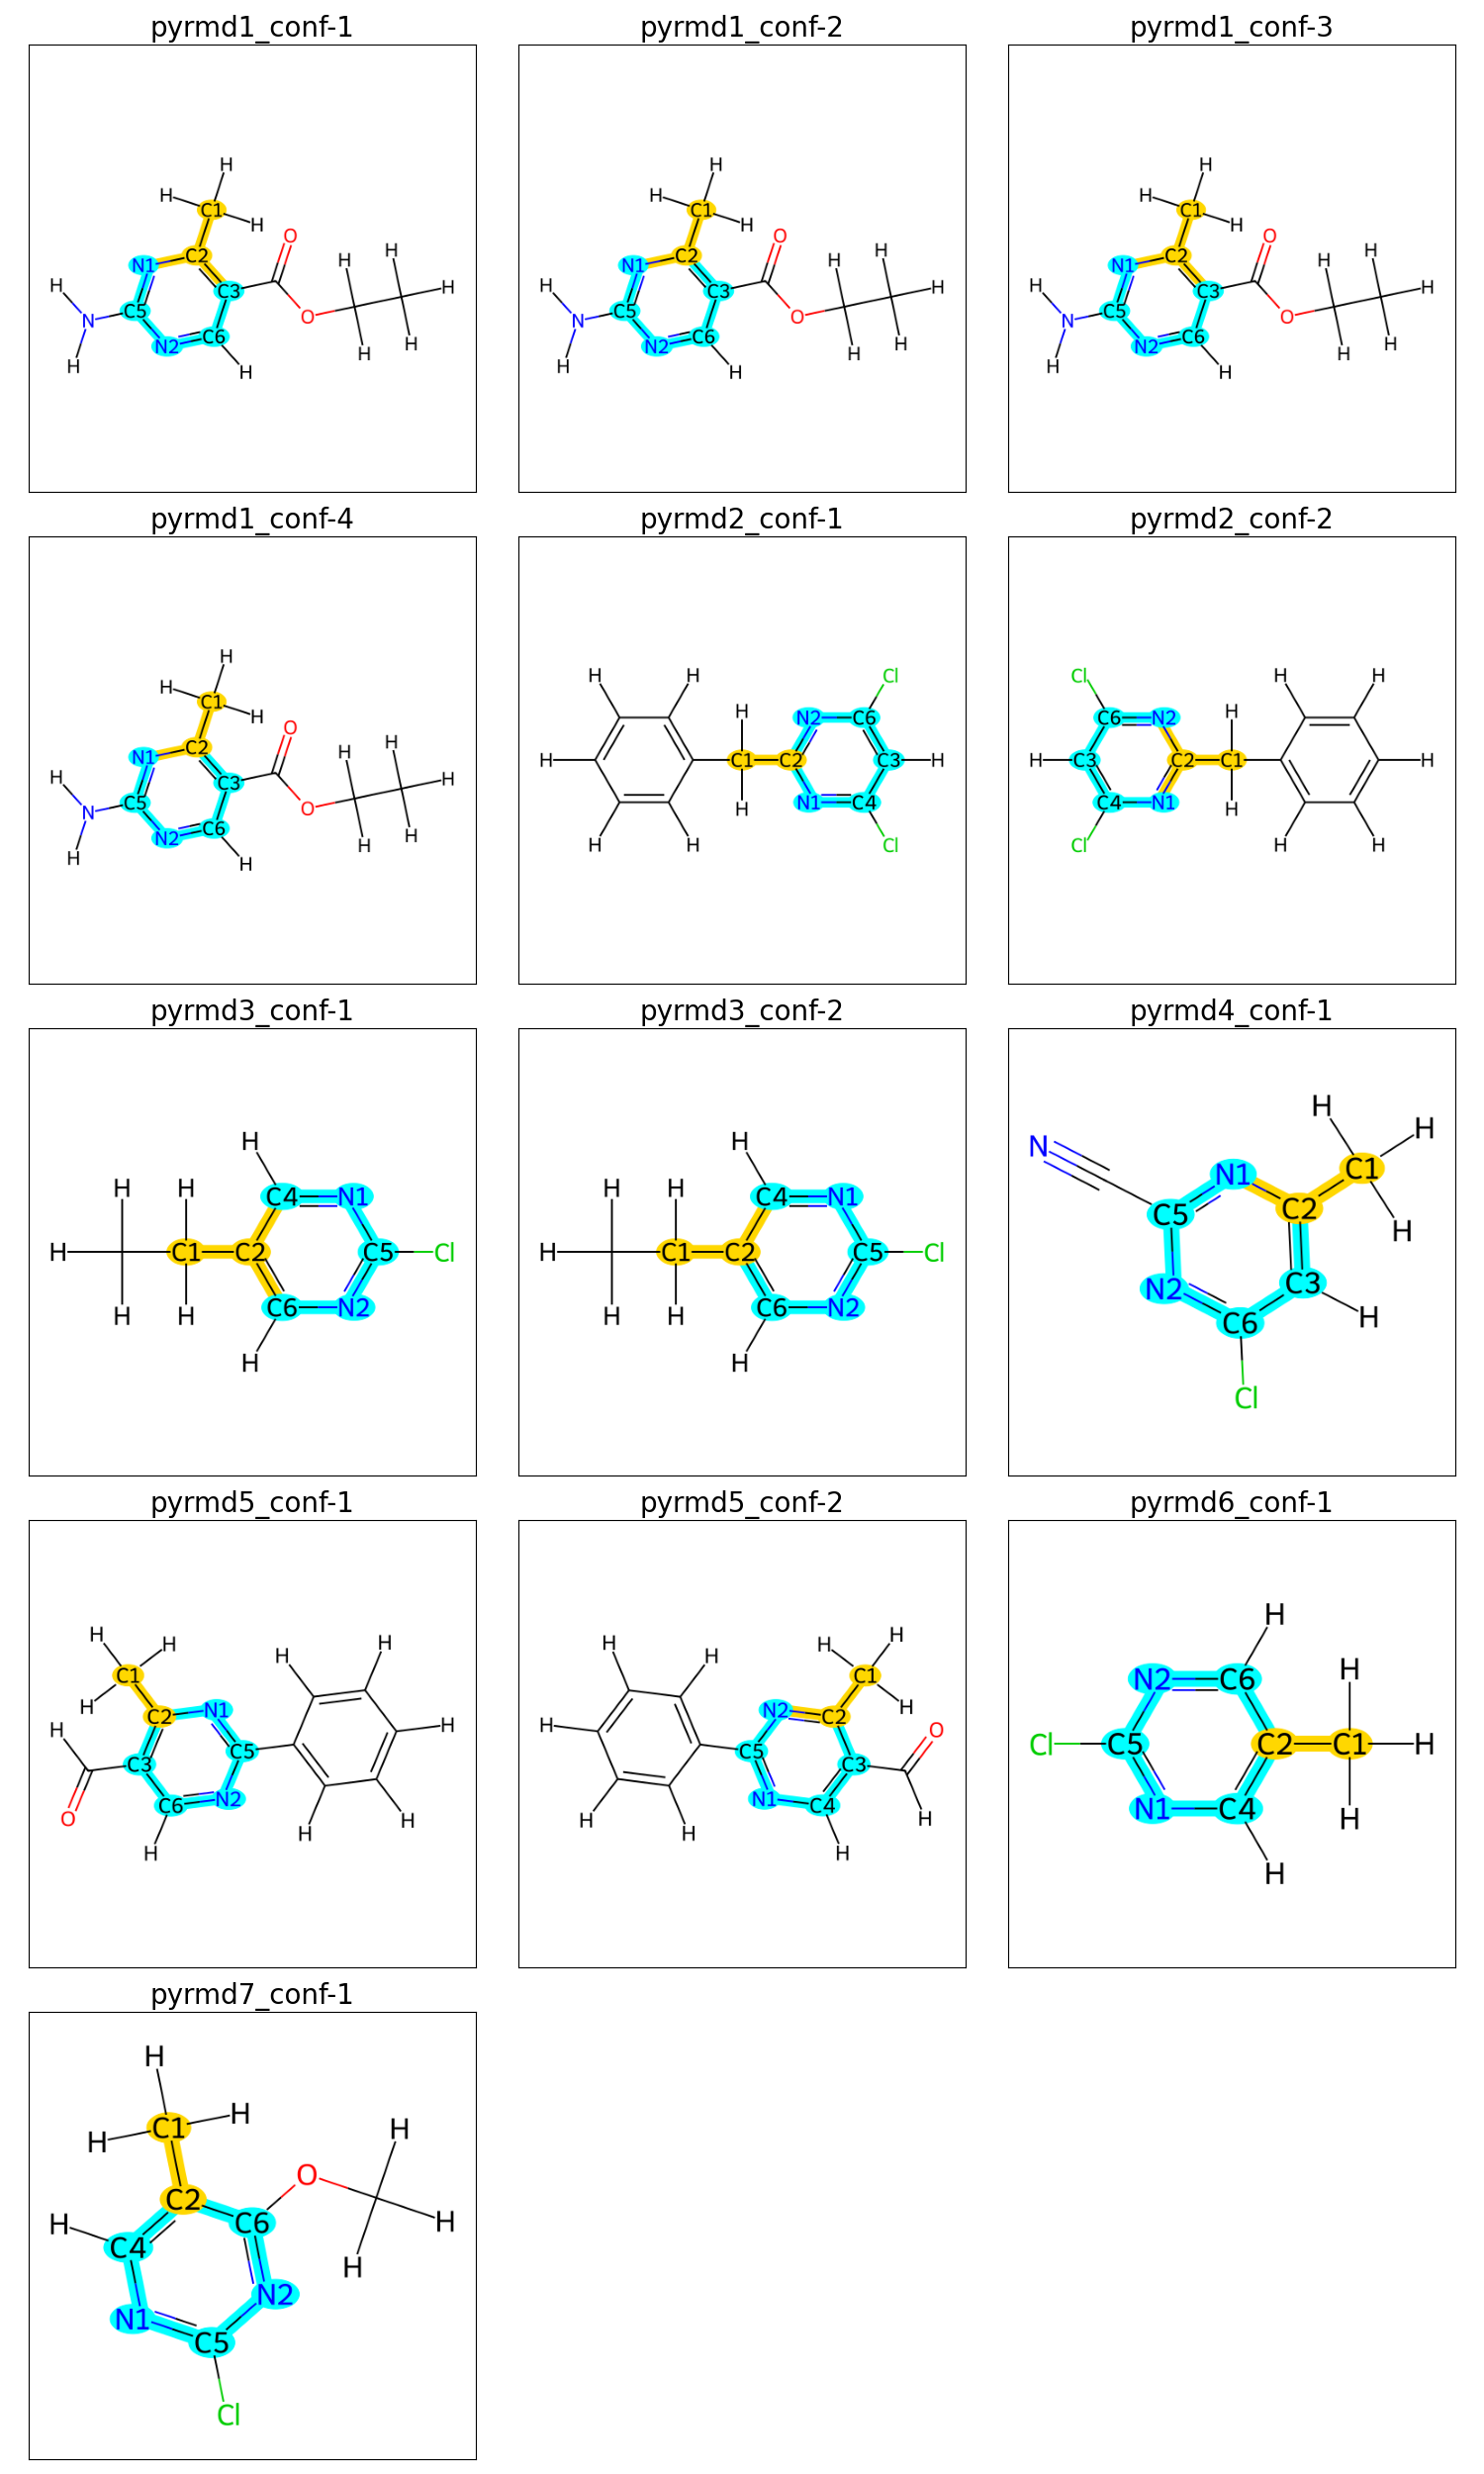 pyrmd1_conf-1 pyrmd1_conf-2 pyrmd1_conf-3
H H H
H C1 H C1 H C1
H O H O H O
N1 C2 H H N1 C2 H H N1 C2 H H
H C3 H H C3 H H C3 H
N C5 O N C5 O N C5 O
N2 C6 H H N2 C6 H H N2 C6 H H
H H H H H H
pyrmd1_conf-4 pyrmd2_conf-1 pyrmd2_conf-2
H H H Cl Cl H H
H C1 H H N2 C6 C6 N2 H
N1 C2 O H H
H C3 H H C1 C2 C3 H H C3 C2 C1 H
N C5 O N1 C4 C4 N1
N2 C6 H H H H
H H H H Cl Cl H H
pyrmd3_conf-1 pyrmd3_conf-2 pyrmd4_conf-1
H H H H
H H C4 N1 H H C4 N1 N N1 C1
H C1 C2 C5 Cl H C1 C2 C5 Cl C5 C2 H
H H C6 N2 H H C6 N2 N2 C3 H
H H C6
Cl
pyrmd5_conf-1 pyrmd5_conf-2 pyrmd6_conf-1
H H H H H H H H H
H C1 N1 N2 C1 H N2 C6 H
H C2 H H C2 O
C3 C5 C5 C3 Cl C5 C2 C1 H
O C6 N2 H H N1 C4 H N1 C4 H
H H H H H H
pyrmd7_conf-1
H
H C1 H H
O
H C2 C6 H
C4 H
N1 N2
C5
Cl